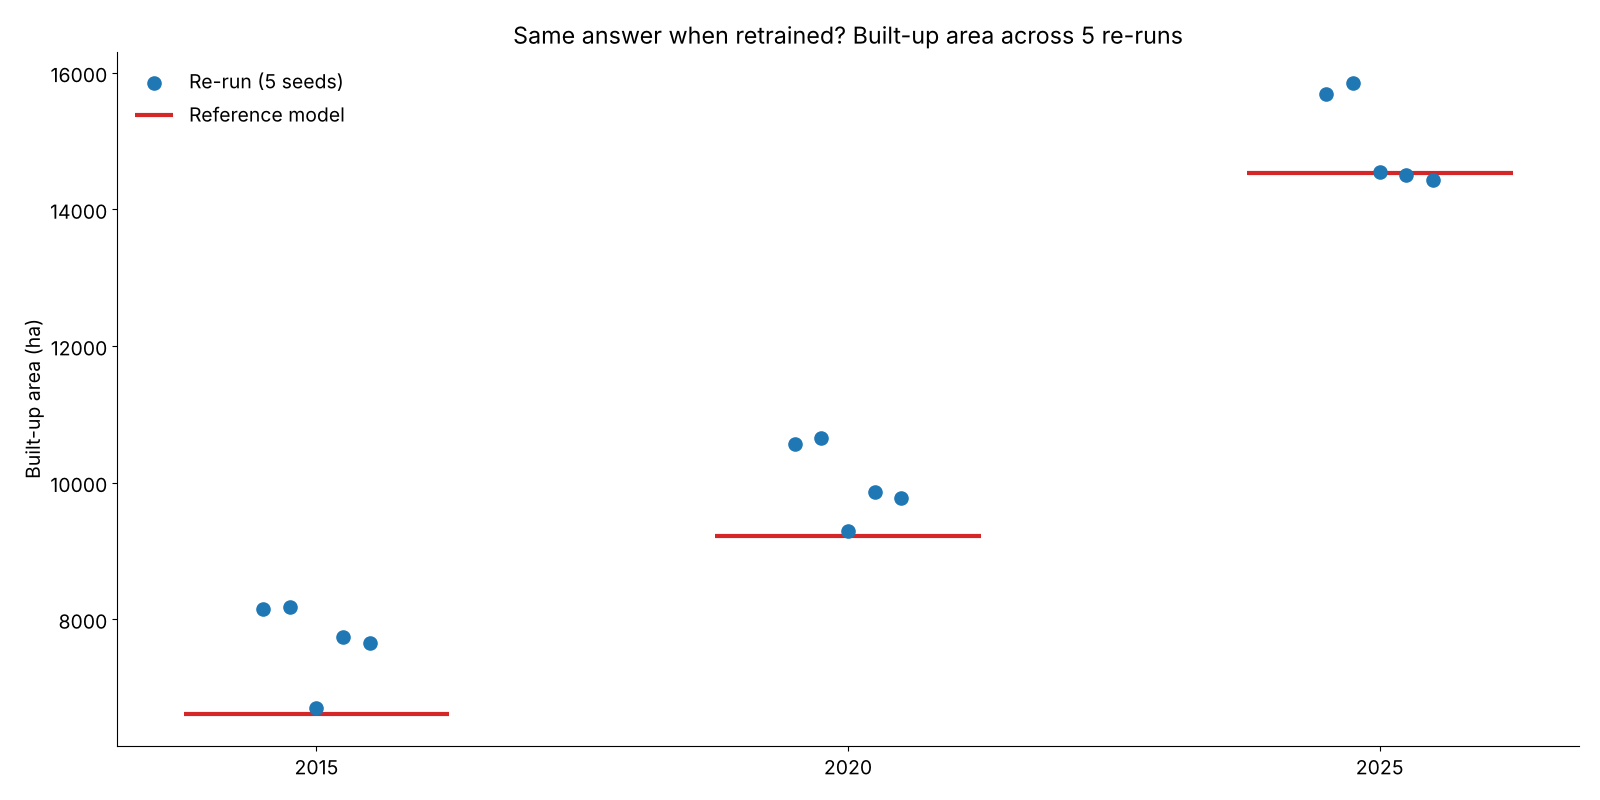 Same answer when retrained? Built-up area across 5 re-runs
Re-run (5 seeds)
Reference model
Built-up area (ha)
16000
14000
12000
10000
8000
2015
2020
2025